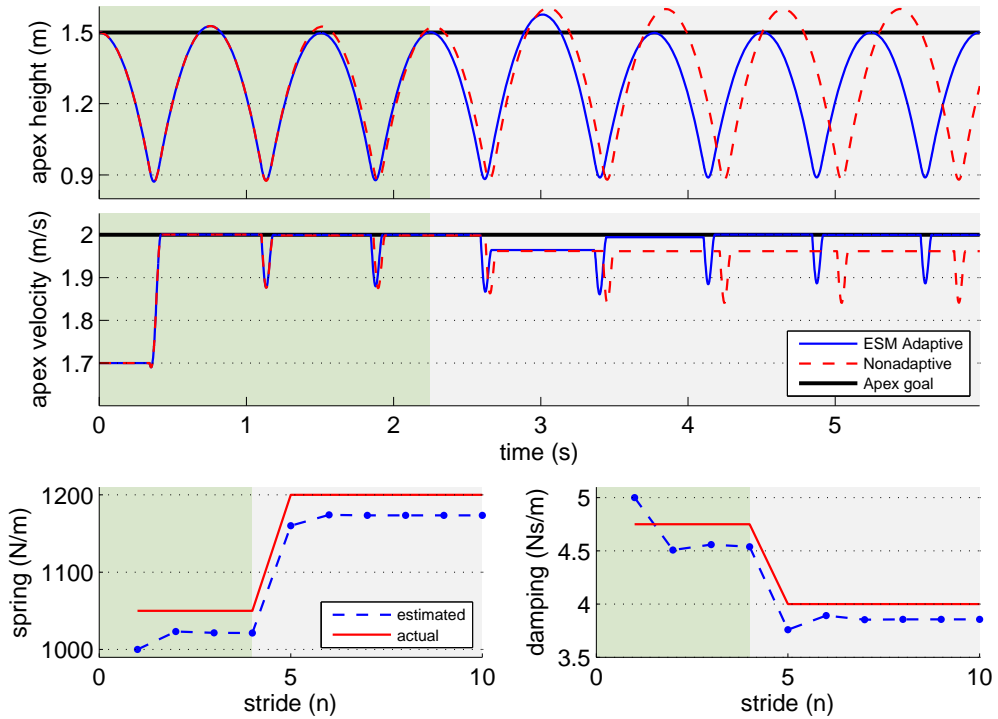 apex height (m)
1.5
1.2
0.9
apex velocity (m/s)
2
1.9
1.8
1.7
0
1
2
3
4
5
time (s)
ESM Adaptive
Nonadaptive
Apex goal
spring (N/m)
1200
1100
1000
0
5
10
stride (n)
estimated
actual
damping (Ns/m)
5
4.5
4
3.5
0
5
10
stride (n)